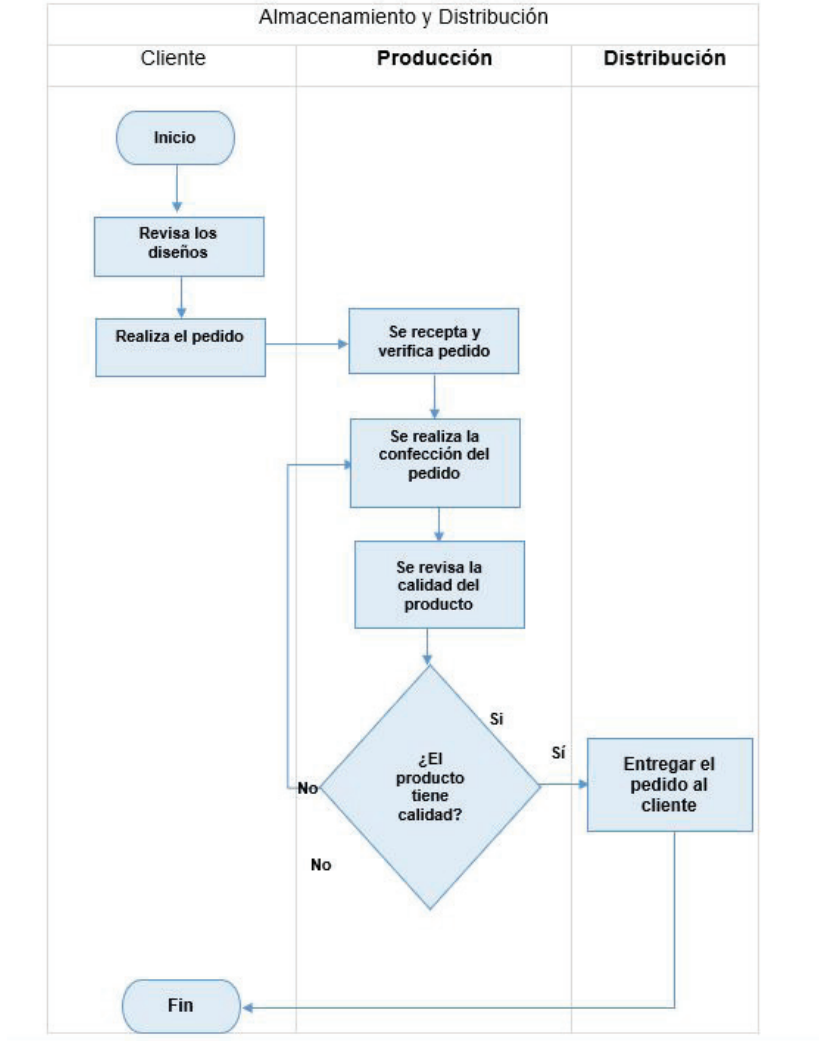 Almacenamiento y Distribución
Cliente
Producción
Distribución
Inicio
Revisa los
diseños
Realiza el pedido
Se recepta y
verifica pedido
Se realiza la
confección del
pedido
Se revisa la
calidad del
producto
Si
¿El
producto
tiene
calidad?
No
No
Sí
Entregar el
pedido al
cliente
Fin